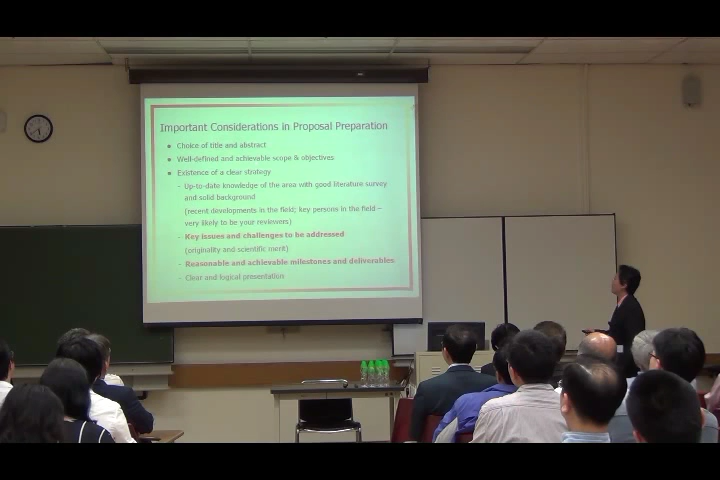 Important Considerations in Proposal Preparation
Choice of title and abstract
Well-defined and achievable scope & objectives
Existence of a clear strategy
- Up-to-date knowledge of the area with good literature survey
and solid background
(recent developments in the field; key persons in the field –
very likely to be your reviewers)
- Key issues and challenges to be addressed
(originality and scientific merit)
- Reasonable and achievable milestones and deliverables
- Clear and logical presentation